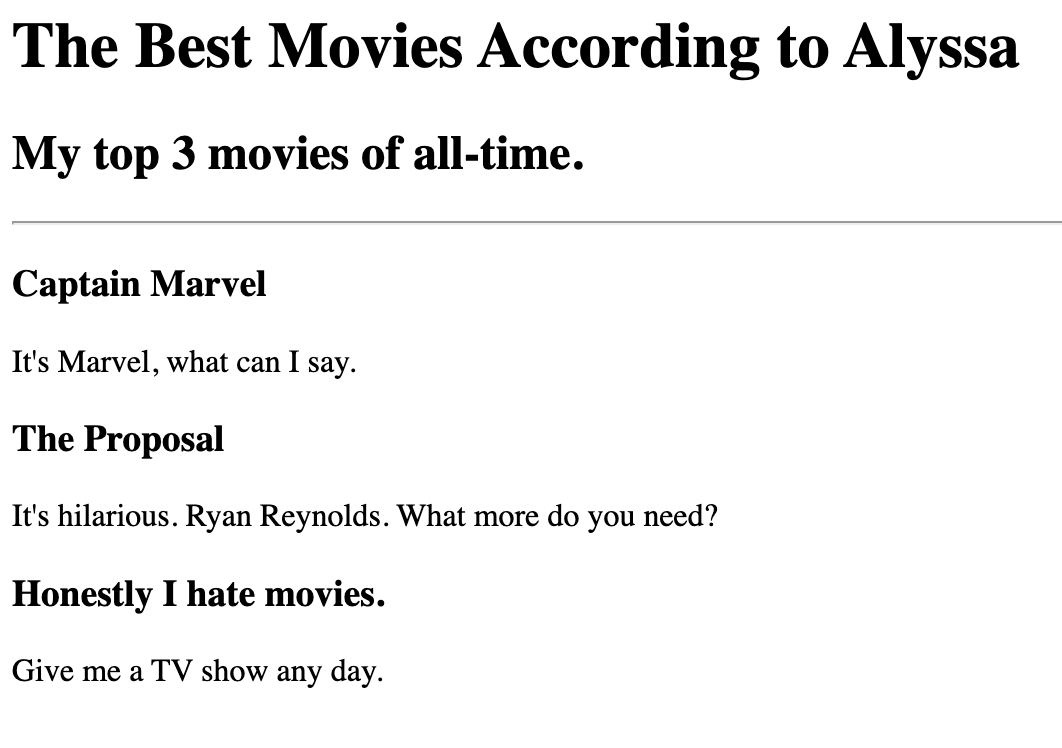 The Best Movies According to Alyssa
My top 3 movies of all-time.
Captain Marvel
It's Marvel, what can I say.
The Proposal
It's hilarious. Ryan Reynolds. What more do you need?
Honestly I hate movies.
Give me a TV show any day.